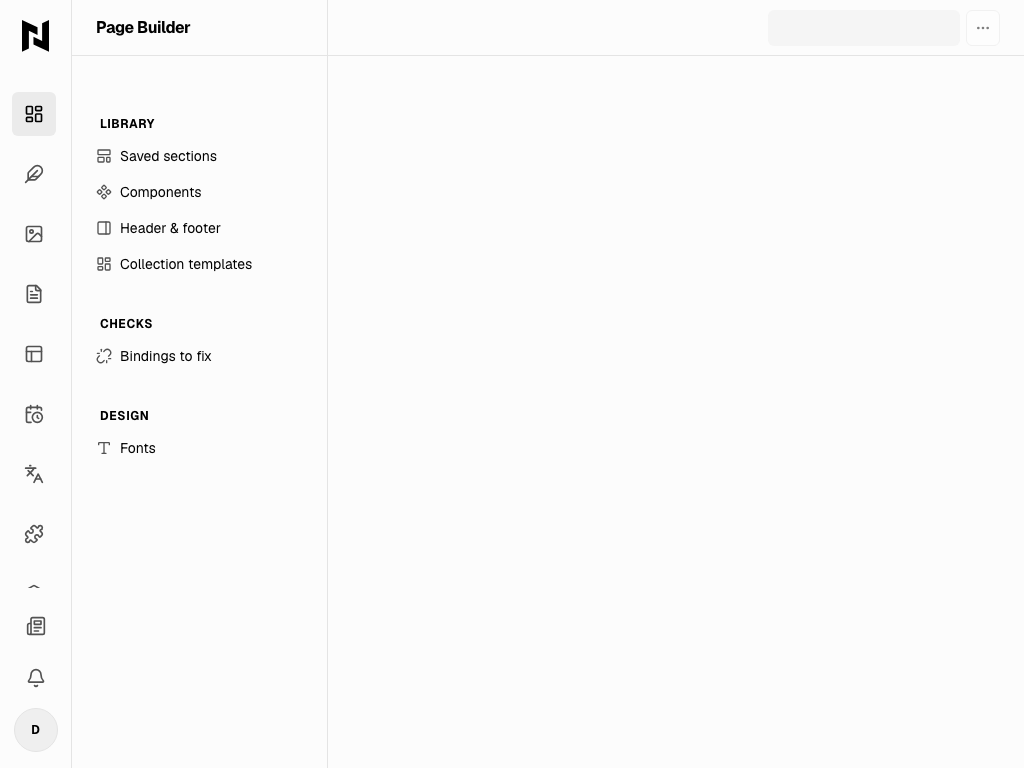 Page Builder
LIBRARY
Saved sections
Components
Header & footer
Collection templates
CHECKS
Bindings to fix
DESIGN
Fonts
D